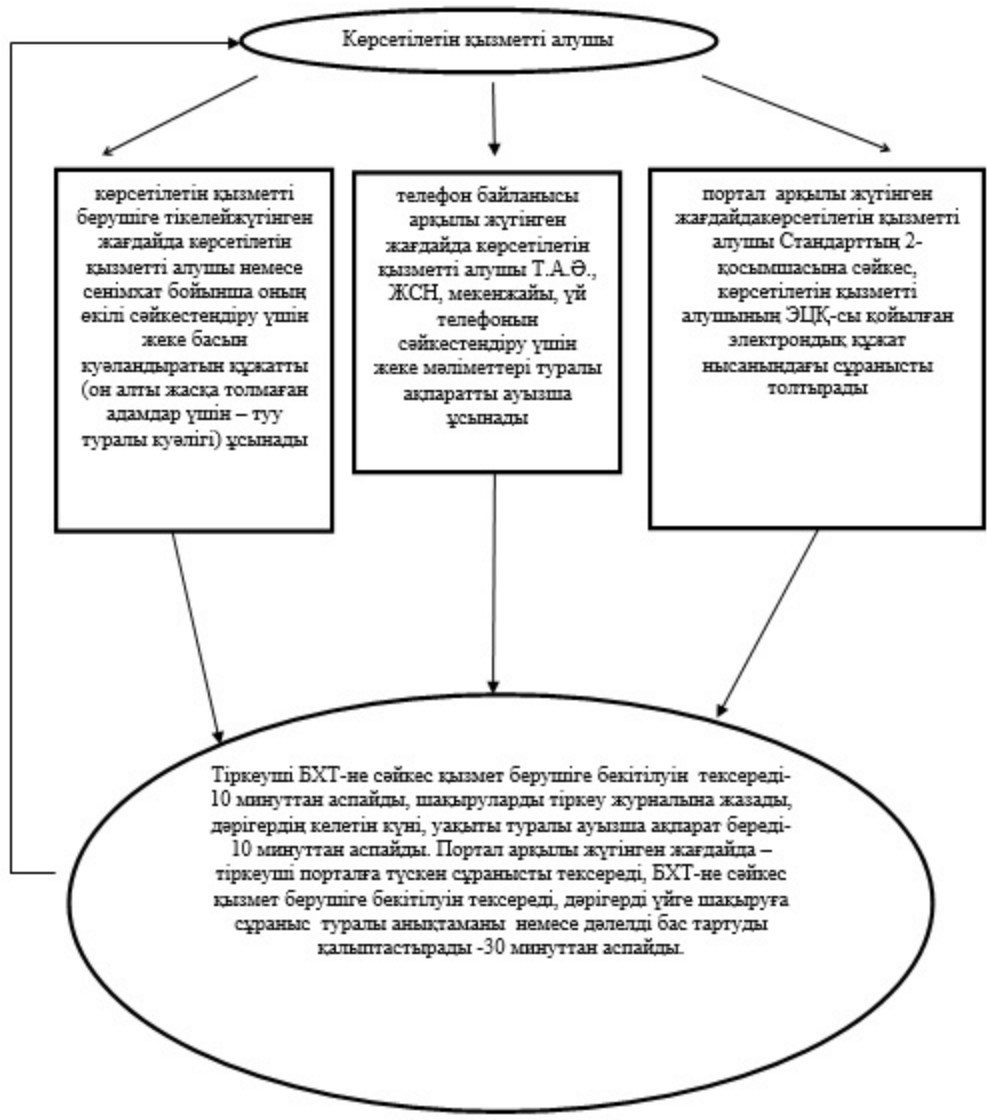 Көрсетілетін қызметті алушы
көрсетілетін қызметті
берушіге тікелейжүгінген
жағдайда көрсетілетін
қызметті алушы немесе
сенімхат бойынша оның
өкілі сәйкестендіру үшін
жеке басын
куәландыратын құжатты
(он алты жасқа толмаған
адамдар үшін – туу
туралы куәлігі) ұсынады
телефон байланысы
арқылы жүгінген
жағдайда көрсетілетін
қызметті алушы Т.А.Ә.,
ЖСН, мекенжайы, үй
телефонын
сәйкестендіру үшін
жеке мәліметтері туралы
ақпаратты ауызша
ұсынады
портал арқылы жүгінген
жағдайдакөрсетілетін қызметті
алушы Стандарттың 2-
қосымшасына сәйкес,
көрсетілетін қызметті
алушының ЭЦҚ-сы қойылған
электрондық құжат
нысанындағы сұранысты
толтырады
Тіркеуші БХТ-не сәйкес қызмет берушіге бекітілуін тексереді-
10 минуттан аспайды, шақыруларды тіркеу журналына жазады,
дәрігердің келетін күні, уақыты туралы ауызша ақпарат береді-
10 минуттан аспайды. Портал арқылы жүгінген жағдайда –
тіркеуші порталға түскен сұранысты тексереді, БХТ-не сәйкес
қызмет берушіге бекітілуін тексереді, дәрігерді үйге шақыруға
сұраныс туралы анықтаманы немесе дәлелді бас тартуды
қалыптастырады -30 минуттан аспайды.